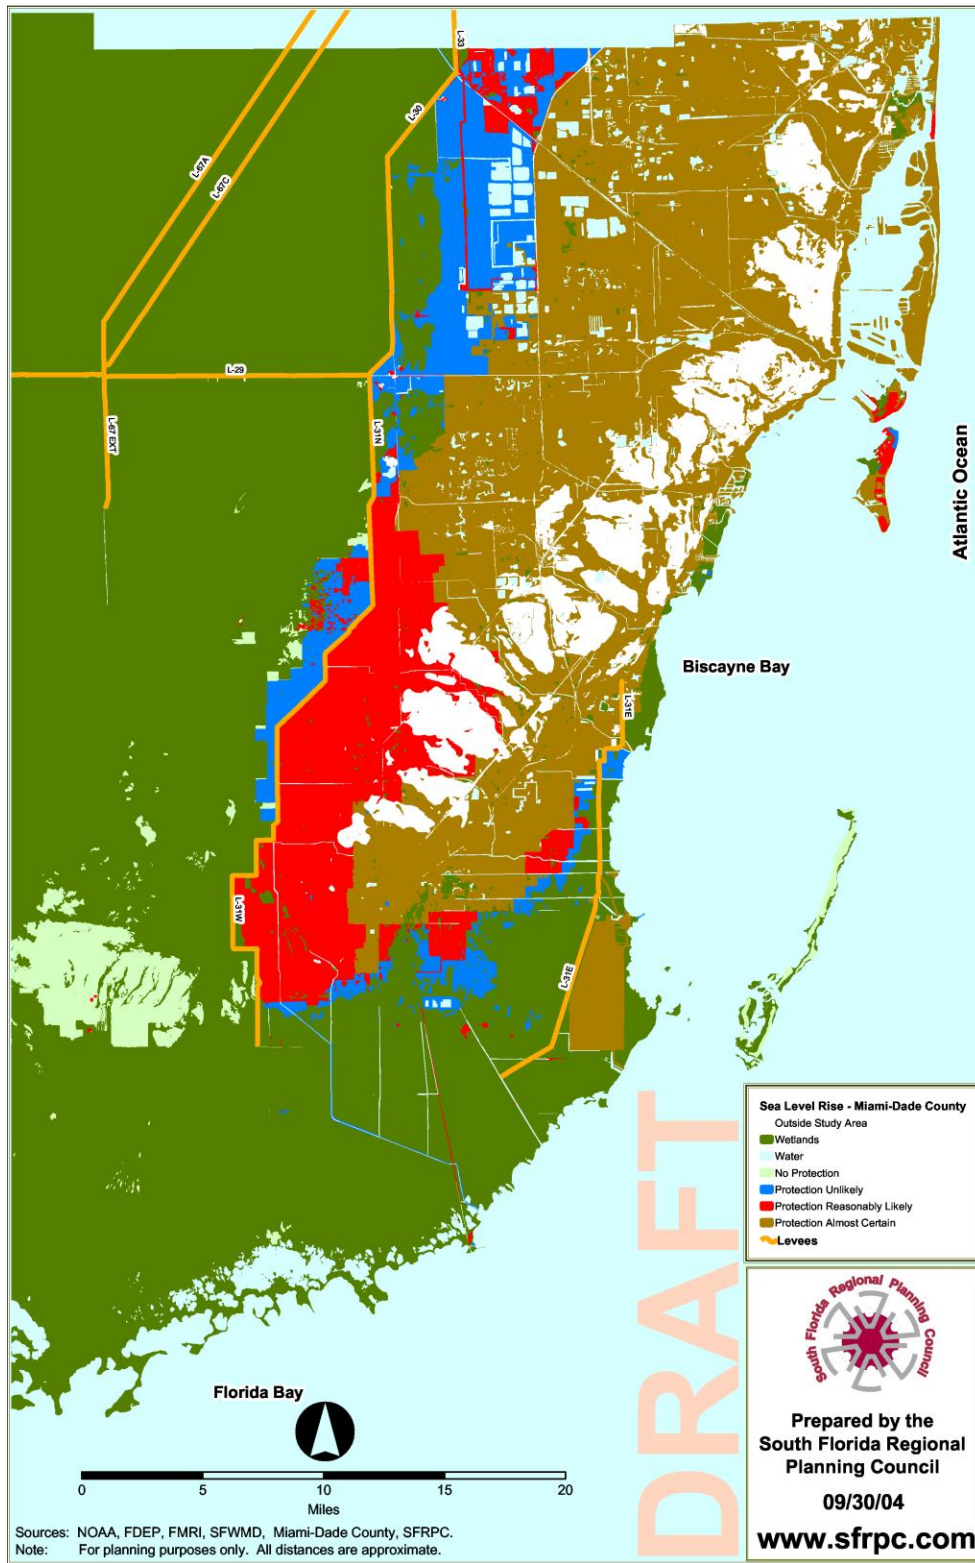 L-33
L-30
L-67A
L-67C
L-29
L-67 EXT
L-31N
Atlantic Ocean
Biscayne Bay
L-31E
L-31W
L-31E
Sea Level Rise - Miami-Dade County
Outside Study Area
Wetlands
Water
No Protection
Protection Unlikely
Protection Reasonably Likely
Protection Almost Certain
Levees
DRAFT
South Florida Regional Planning Council
Florida Bay
Prepared by the
South Florida Regional
Planning Council
09/30/04
www.sfrpc.com
0 5 10 15 20
Miles
Sources: NOAA, FDEP, FMRI, SFWMD, Miami-Dade County, SFRPC.
Note: For planning purposes only. All distances are approximate.